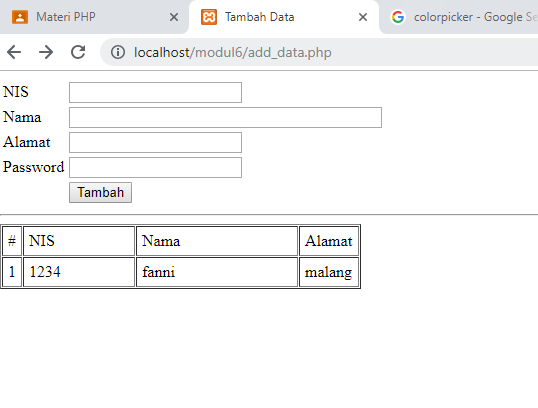 Materi PHP
Tambah Data
colorpicker - Google Se
localhost/modul6/add_data.php
NIS
Nama
Alamat
Password
Tambah
# NIS Nama Alamat
1 1234 fanni malang